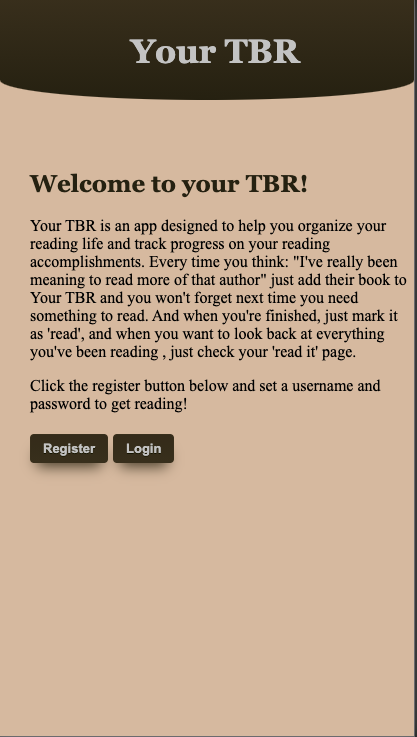 Your TBR
Welcome to your TBR!
Your TBR is an app designed to help you organize your
reading life and track progress on your reading
accomplishments. Every time you think: "I've really been
meaning to read more of that author" just add their book to
Your TBR and you won't forget next time you need
something to read. And when you're finished, just mark it
as 'read', and when you want to look back at everything
you've been reading , just check your 'read it' page.
Click the register button below and set a username and
password to get reading!
Register Login